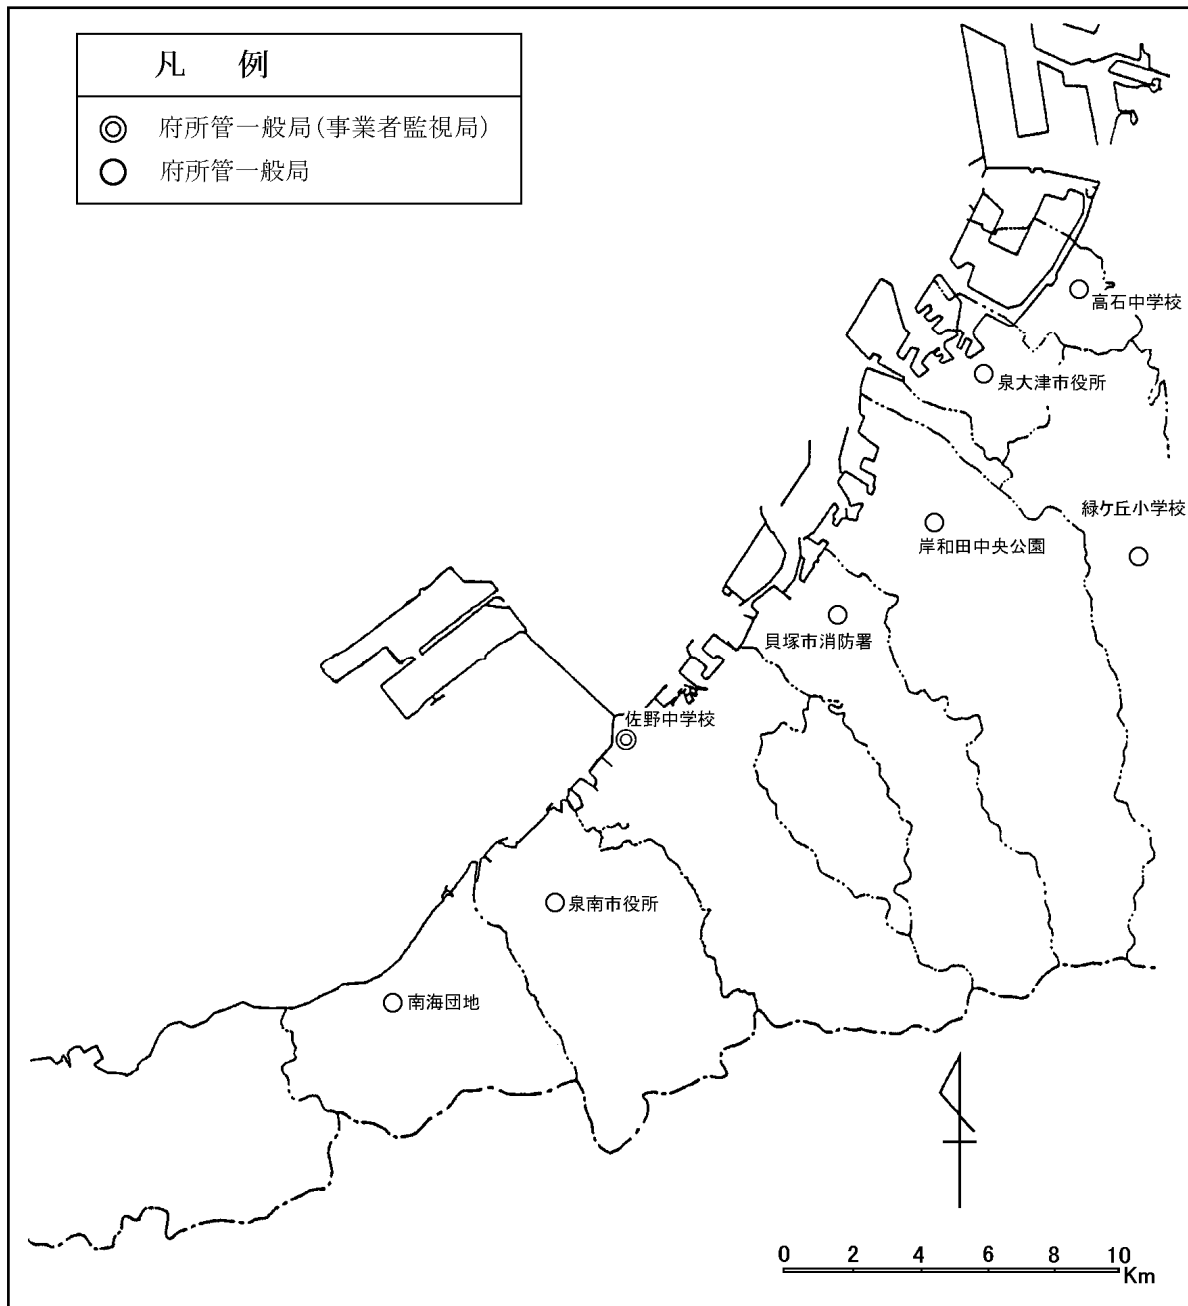 凡 例
府所管一般局(事業者監視局)
府所管一般局
高石中学校
泉大津市役所
緑ケ丘小学校
岸和田中央公園
貝塚市消防署
佐野中学校
泉南市役所
南海団地
0 2 4 6 8 10
Km